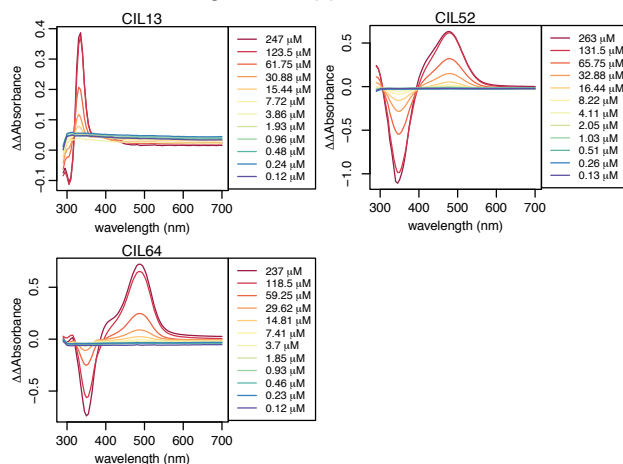 CIL13
ΔΔAbsorbance
0.4
0.3
0.2
0.1
0.0
−0.1
300 400 500 600 700
wavelength (nm)
247 μM
123.5 μM
61.75 μM
30.88 μM
15.44 μM
7.72 μM
3.86 μM
1.93 μM
0.96 μM
0.48 μM
0.24 μM
0.12 μM
CIL52
ΔΔAbsorbance
0.5
0.0
−0.5
−1.0
300 400 500 600 700
wavelength (nm)
263 μM
131.5 μM
65.75 μM
32.88 μM
16.44 μM
8.22 μM
4.11 μM
2.05 μM
1.03 μM
0.51 μM
0.26 μM
0.13 μM
CIL64
ΔΔAbsorbance
0.5
0.0
−0.5
300 400 500 600 700
wavelength (nm)
237 μM
118.5 μM
59.25 μM
29.62 μM
14.81 μM
7.41 μM
3.7 μM
1.85 μM
0.93 μM
0.46 μM
0.23 μM
0.12 μM